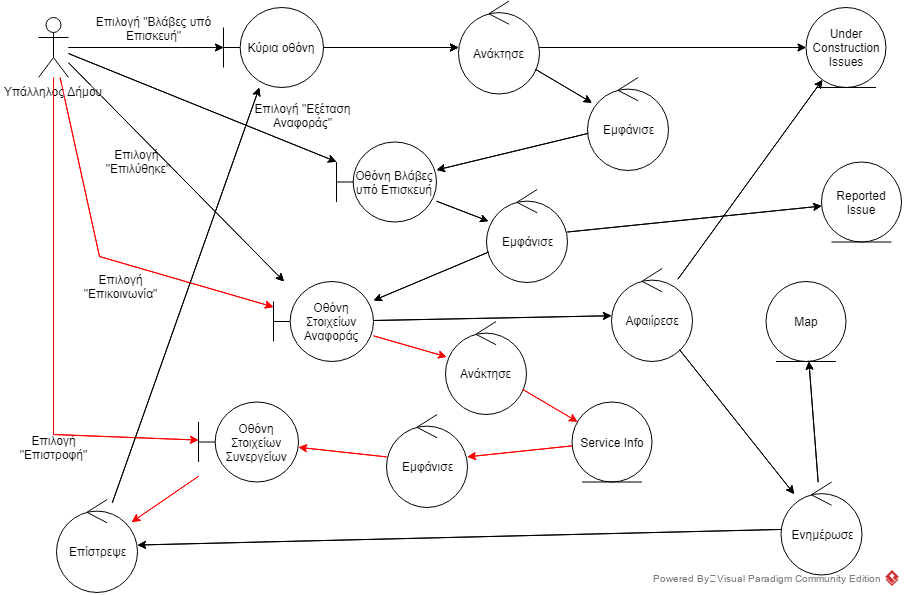 Επιλογή "Βλάβες υπό
Επισκευή"
Κύρια οθόνη
Ανάκτησε
Under
Construction
Issues
Υπάλληλος Δήμου
Επιλογή "Εξέταση
Αναφοράς"
Εμφάνισε
Επιλογή
"Επιλύθηκε"
Οθόνη Βλάβες
υπό Επισκευή
Reported
Issue
Εμφάνισε
Επιλογή
"Επικοινωνία"
Οθόνη
Στοιχείων
Αναφοράς
Αφαιίρεσε
Map
Ανάκτησε
Επιλογή
"Επιστροφή"
Οθόνη
Στοιχείων
Συνεργείων
Εμφάνισε
Service Info
Επίστρεψε
Ενημέρωσε
Powered By Visual Paradigm Community Edition